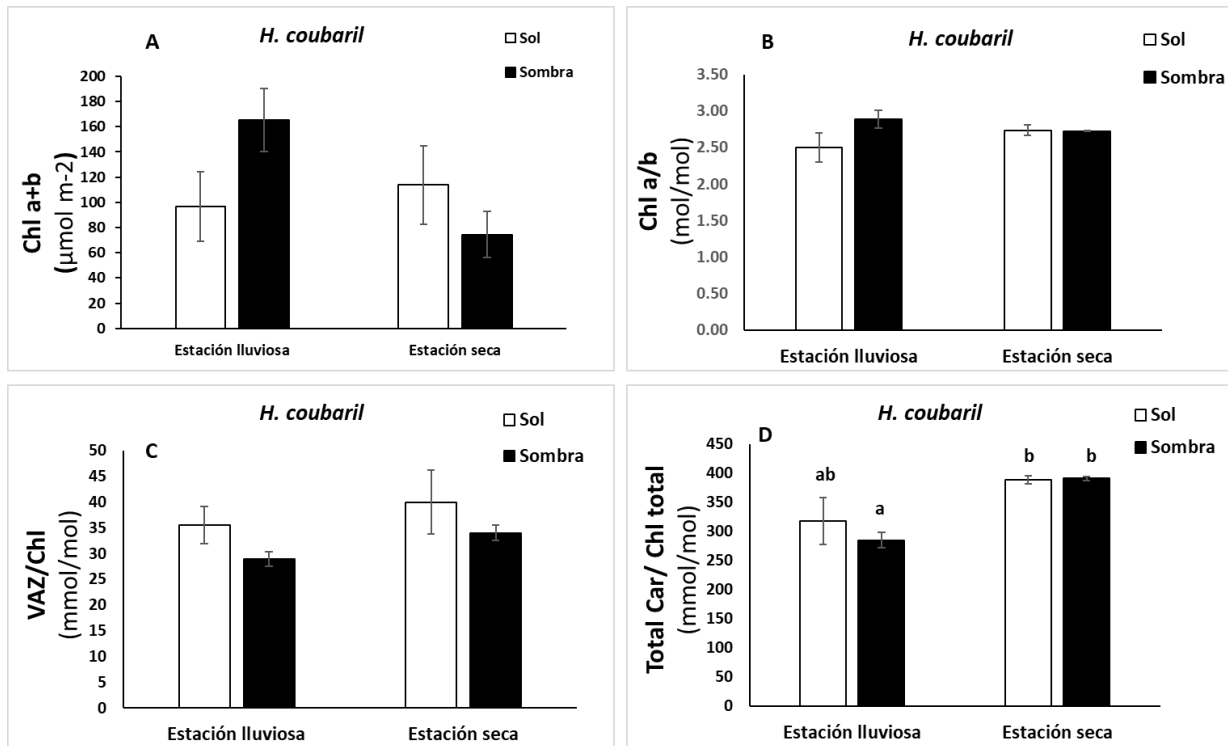 A
H. coubaril
Sol
Sombra
Chl a+b
(µmol m-2)
200
180
160
140
120
100
80
60
40
20
0
Estación lluviosa
Estación seca
B
H. coubaril
Sol
Sombra
Chl a/b
(mol/mol)
3.50
3.00
2.50
2.00
1.50
1.00
0.50
0.00
Estación lluviosa
Estación seca
C
H. coubaril
Sol
Sombra
VAZ/Chl
(mmol/mol)
50
45
40
35
30
25
20
15
10
5
0
Estación lluviosa
Estación seca
D
H. coubaril
Sol
Sombra
Total Car/ Chl total
(mmol/mol)
450
400
350
300
250
200
150
100
50
0
ab
a
b
b
Estación lluviosa
Estación seca